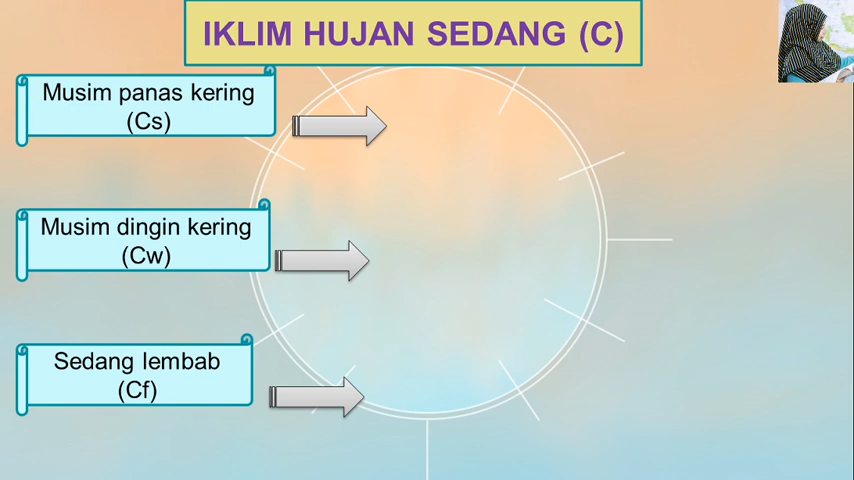 IKLIM HUJAN SEDANG (C)
Musim panas kering
(Cs)
Musim dingin kering
(Cw)
Sedang lembab
(Cf)